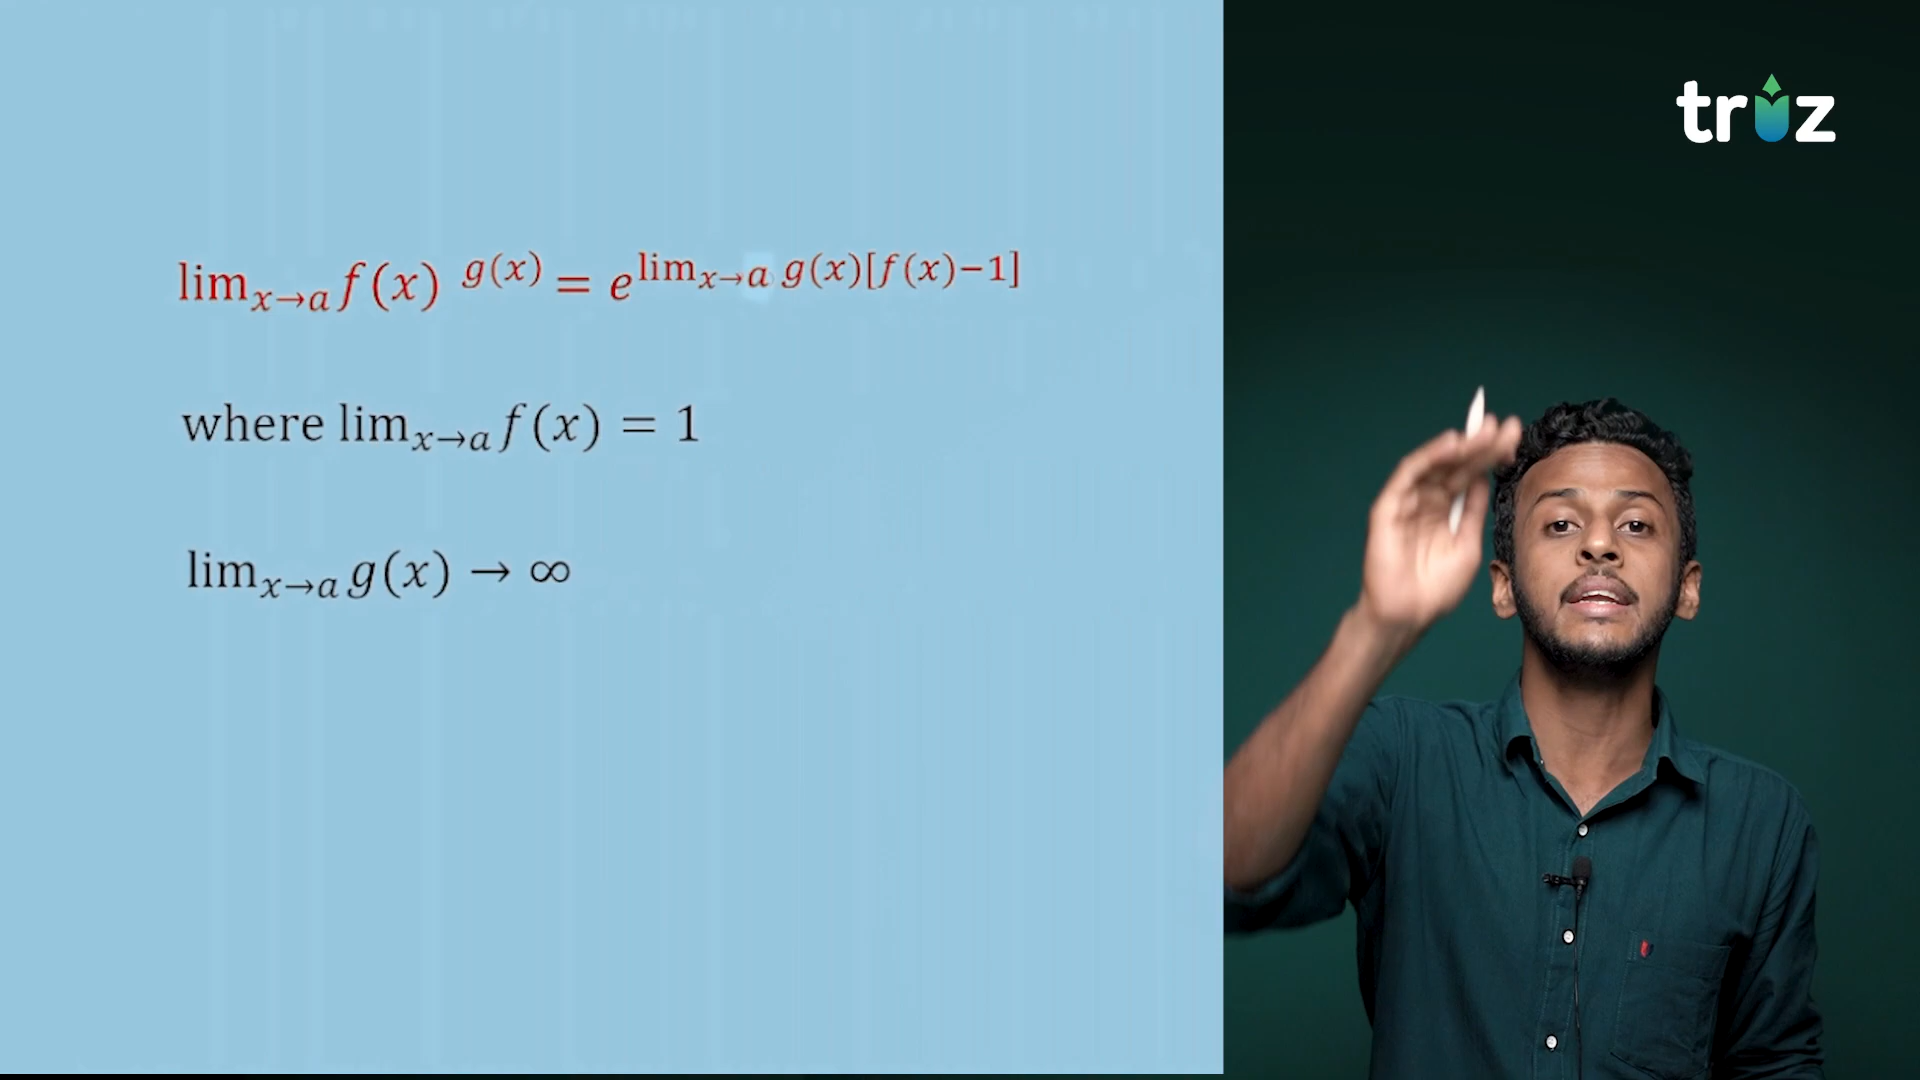 lim_{x→a} f(x)^{g(x)} = e^{lim_{x→a} g(x)[f(x)−1]}
where lim_{x→a} f(x) = 1
lim_{x→a} g(x) → ∞
truz